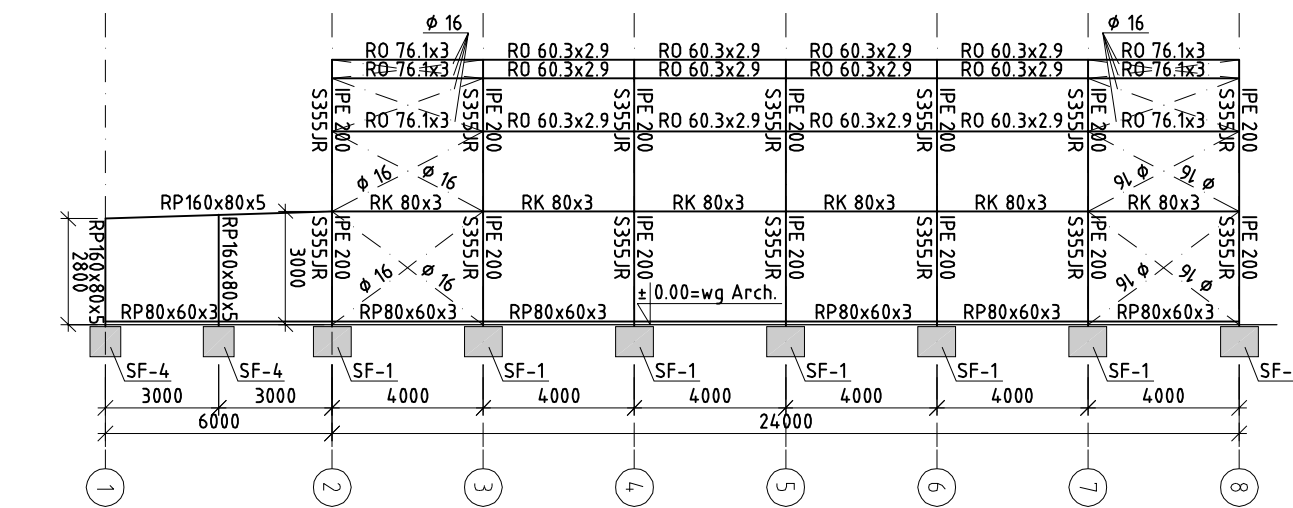 ϕ 16 ϕ 16
RO 76.1x3 RO 60.3x2.9 RO 60.3x2.9 RO 60.3x2.9 RO 60.3x2.9 RO 76.1x3
RO 76.1x3 RO 60.3x2.9 RO 60.3x2.9 RO 60.3x2.9 RO 60.3x2.9 RO 76.1x3
IPE 200 IPE 200 IPE 200 IPE 200 IPE 200 IPE 200 IPE 200
S355JR S355JR S355JR S355JR S355JR S355JR S355JR
RO 76.1x3 RO 60.3x2.9 RO 60.3x2.9 RO 60.3x2.9 RO 60.3x2.9 RO 76.1x3
ϕ 16 ϕ 16 ϕ 16 ϕ 16
RP160x80x5 RK 80x3 RK 80x3 RK 80x3 RK 80x3 RK 80x3 RK 80x3
RP160x80x5
2800
RP160x80x5
3000
IPE 200 IPE 200 IPE 200 IPE 200 IPE 200 IPE 200 IPE 200
S355JR S355JR S355JR S355JR S355JR S355JR S355JR
ϕ 16 ϕ 16 ϕ 16 ϕ 16
± 0.00=wg Arch.
RP80x60x3 RP80x60x3 RP80x60x3 RP80x60x3 RP80x60x3 RP80x60x3
SF-4 SF-4 SF-1 SF-1 SF-1 SF-1 SF-1 SF-1 SF-
3000 3000 4000 4000 4000 4000 4000 4000
6000 24000
1 2 3 4 5 6 7 8